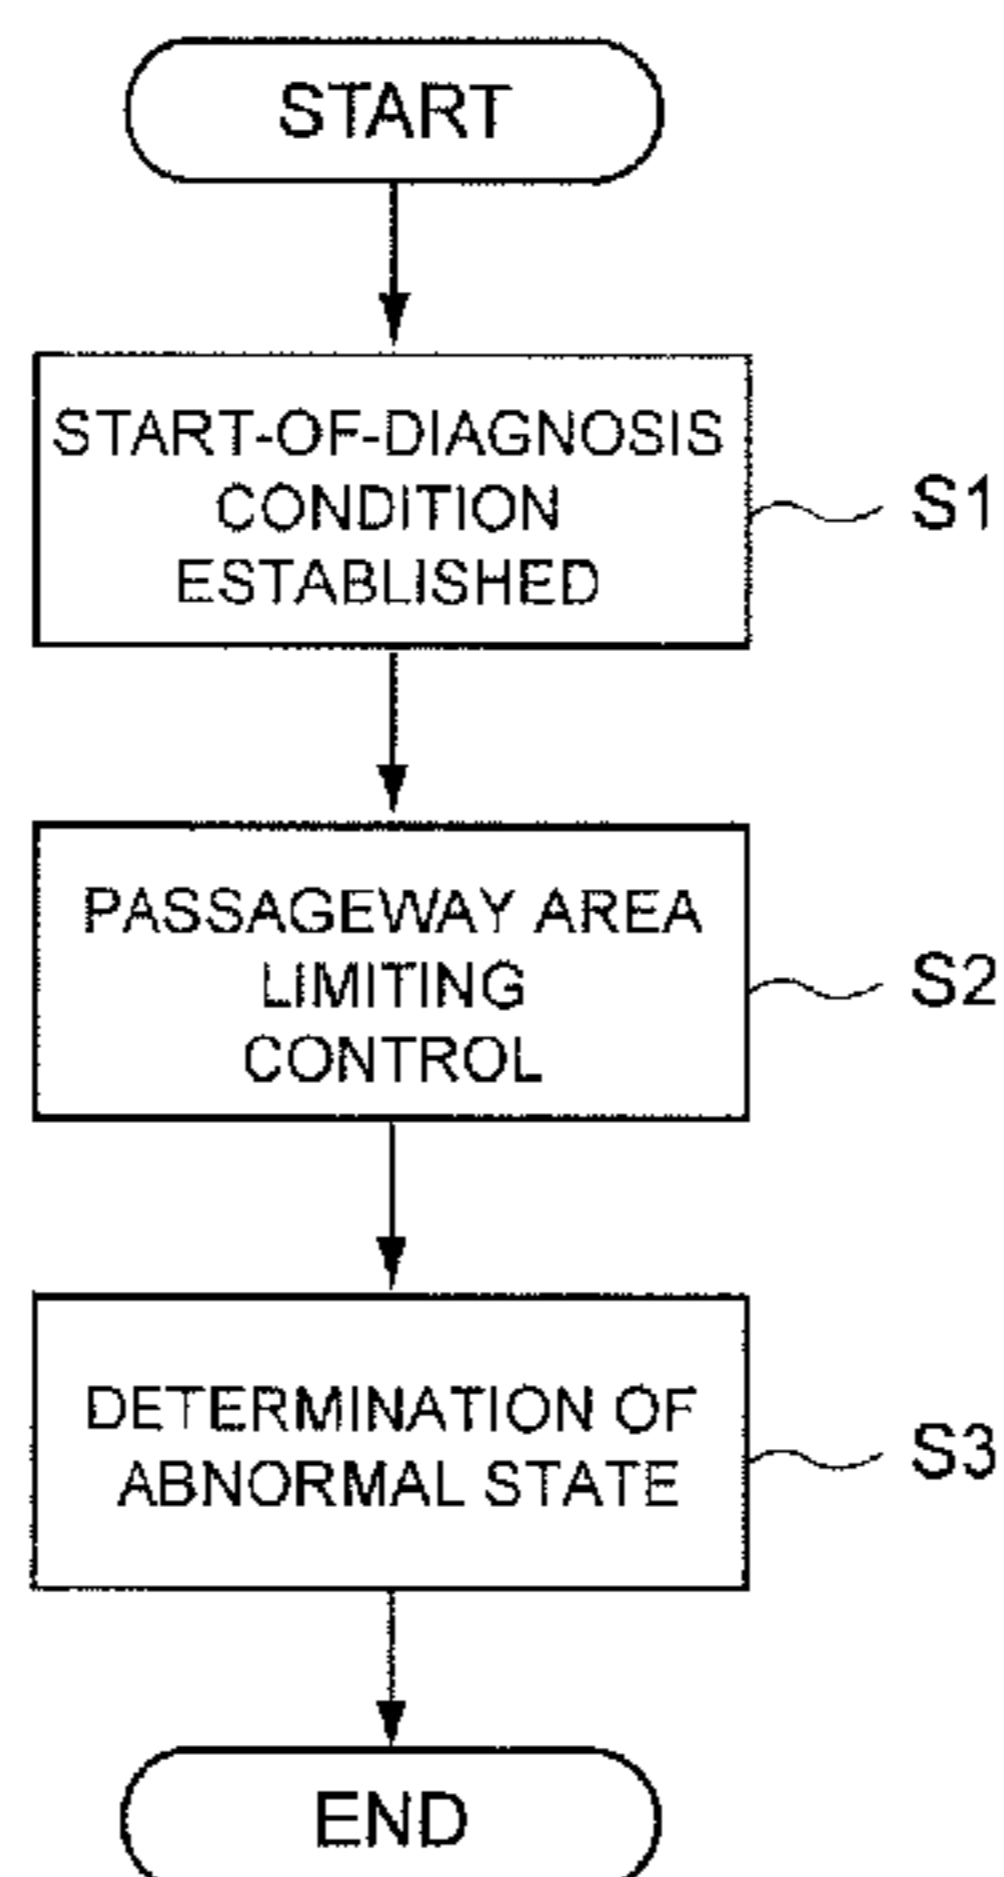 START
START-OF-DIAGNOSIS
CONDITION
ESTABLISHED
S1
PASSAGEWAY AREA
LIMITING
CONTROL
S2
DETERMINATION OF
ABNORMAL STATE
S3
END